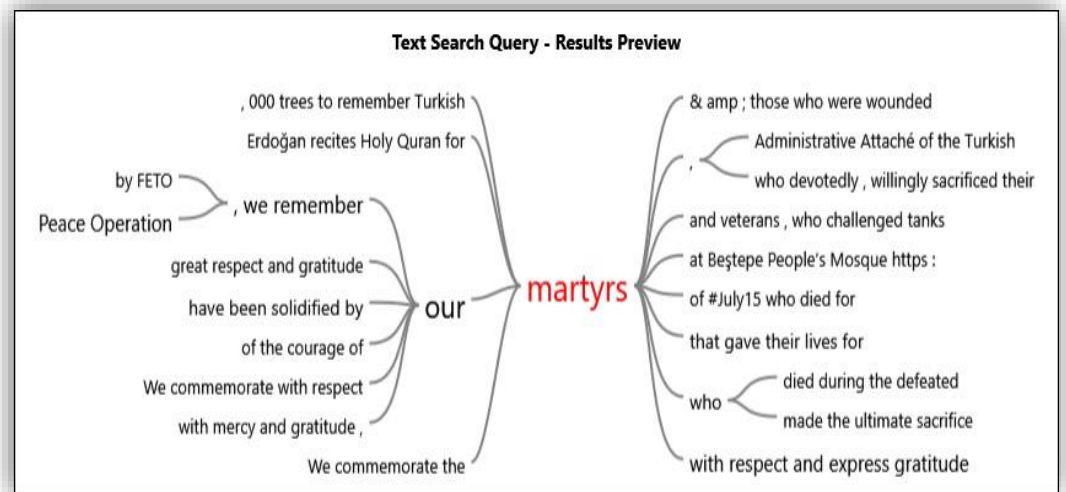 Text Search Query - Results Preview
, 000 trees to remember Turkish
Erdoğan recites Holy Quran for
by FETO
Peace Operation
, we remember
great respect and gratitude
have been solidified by
of the courage of
We commemorate with respect
with mercy and gratitude ,
our
We commemorate the
martyrs
& amp ; those who were wounded
,
Administrative Attaché of the Turkish
who devotedly , willingly sacrificed their
and veterans , who challenged tanks
at Beştepe People's Mosque https :
of #July15 who died for
that gave their lives for
who
died during the defeated
made the ultimate sacrifice
with respect and express gratitude